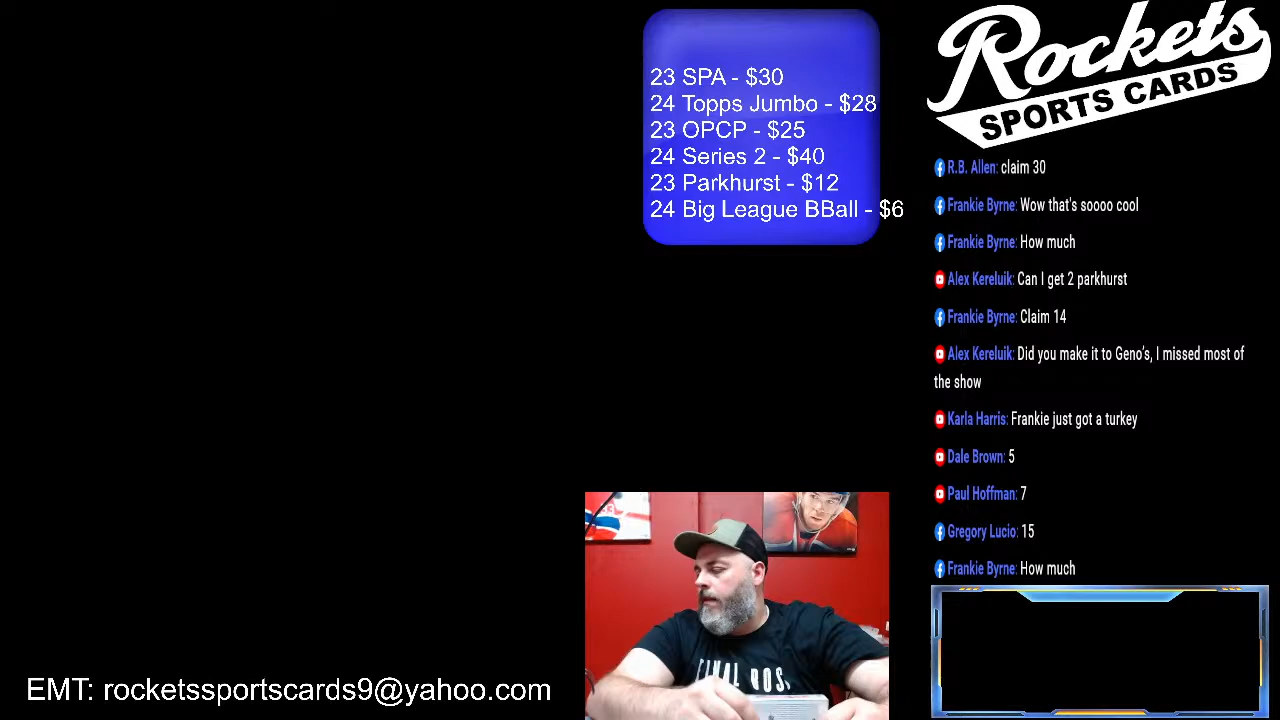 23 SPA - $30
24 Topps Jumbo - $28
23 OPCP - $25
24 Series 2 - $40
23 Parkhurst - $12
24 Big League BBall - $6
Rockets
SPORTS CARDS
R.B. Allen: claim 30
Frankie Byrne: Wow that's soooo cool
Frankie Byrne: How much
Alex Kereluik: Can I get 2 parkhurst
Frankie Byrne: Claim 14
Alex Kereluik: Did you make it to Geno's, I missed most of
the show
Karla Harris: Frankie just got a turkey
Dale Brown: 5
Paul Hoffman: 7
Gregory Lucio: 15
Frankie Byrne: How much
FINAL BOS
EMT: rocketssportscards9@yahoo.com